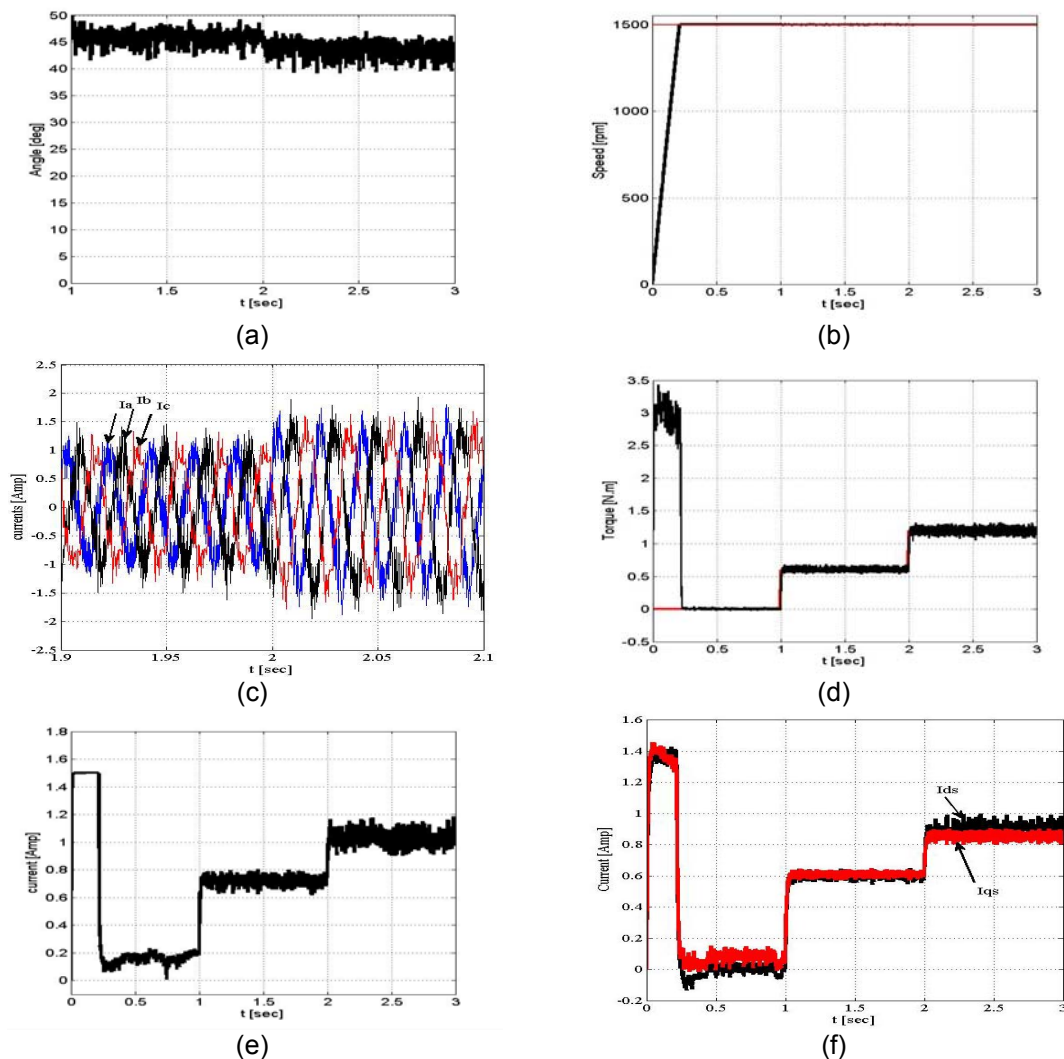 50
45
40
35
30
25
20
15
10
5
0
Angle [deg]
1 1.5 2 2.5 3
t [sec]
(a)
1500
1000
500
0
Speed [rpm]
0 0.5 1 1.5 2 2.5 3
t [sec]
(b)
2.5
2
1.5
1
0.5
0
-0.5
-1
-1.5
-2
-2.5
currents [Amp]
Ia Ib Ic
1.9 1.95 2 2.05 2.1
t [sec]
(c)
3.5
3
2.5
2
1.5
1
0.5
0
-0.5
Torque [N.m]
0 0.5 1 1.5 2 2.5 3
t [sec]
(d)
1.8
1.6
1.4
1.2
1
0.8
0.6
0.4
0.2
0
current [Amp]
0 0.5 1 1.5 2 2.5 3
t [sec]
(e)
1.6
1.4
1.2
1
0.8
0.6
0.4
0.2
0
-0.2
Current [Amp]
Ids
Iqs
0 0.5 1 1.5 2 2.5 3
t [sec]
(f)